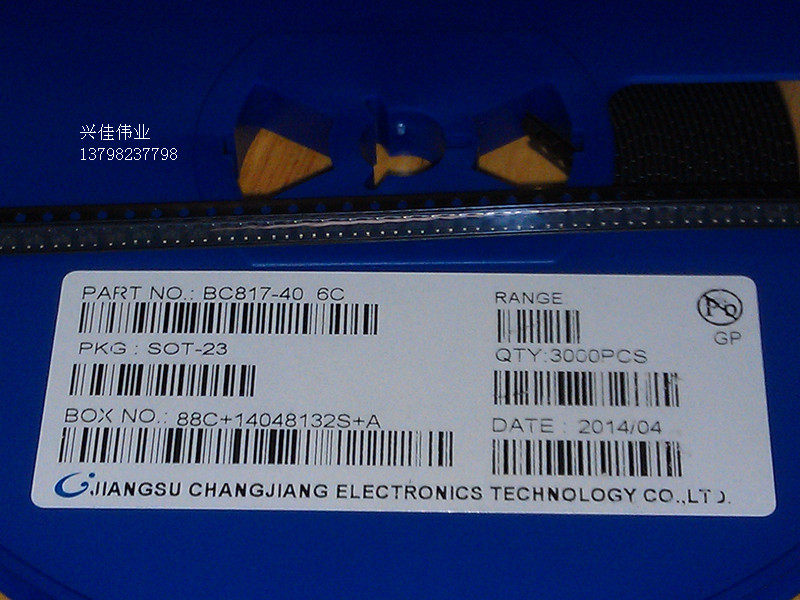 兴佳伟业
13798237798
PART NO.: BC817-40 6C
RANGE
Pb
GP
PKG : SOT-23
QTY:3000PCS
BOX NO.: 88C+14048132S+A
DATE : 2014/04
JIANGSU CHANGJIANG ELECTRONICS TECHNOLOGY CO.,LTD.